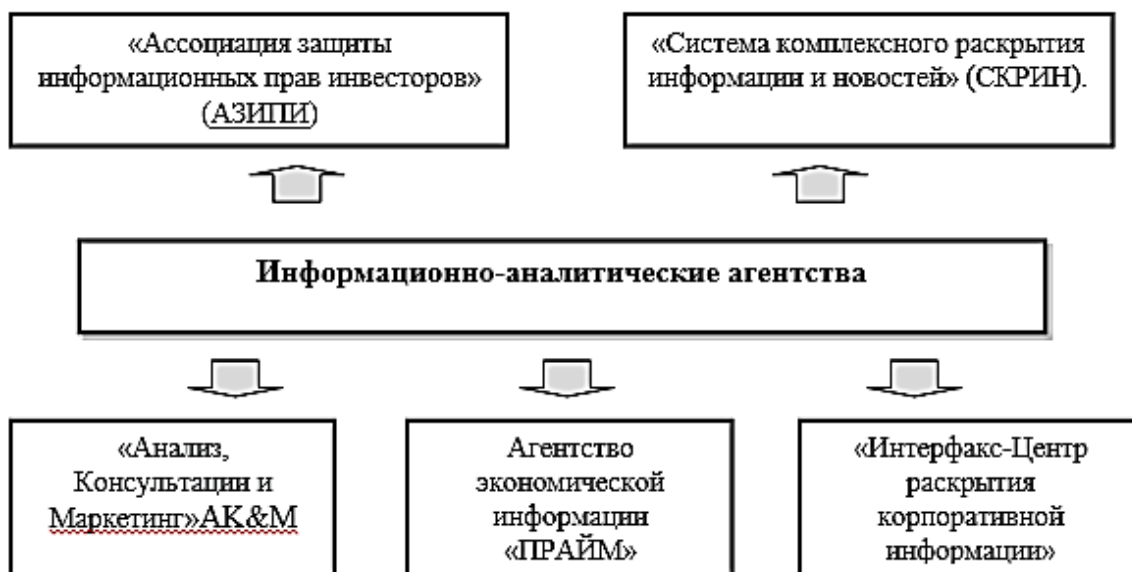 «Ассоциация защиты
информационных прав инвесторов»
(АЗИПИ)
«Система комплексного раскрытия
информации и новостей» (СКРИН).
Информационно-аналитические агентства
«Анализ,
Консультации и
Маркетинг»АК&М
Агентство
экономической
информации
«ПРАЙМ»
«Интерфакс-Центр
раскрытия
корпоративной
информации»